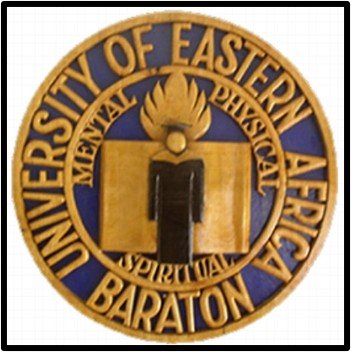 UNIVERSITY OF EASTERN AFRICA
BARATON
MENTAL
PHYSICAL
SPIRITUAL